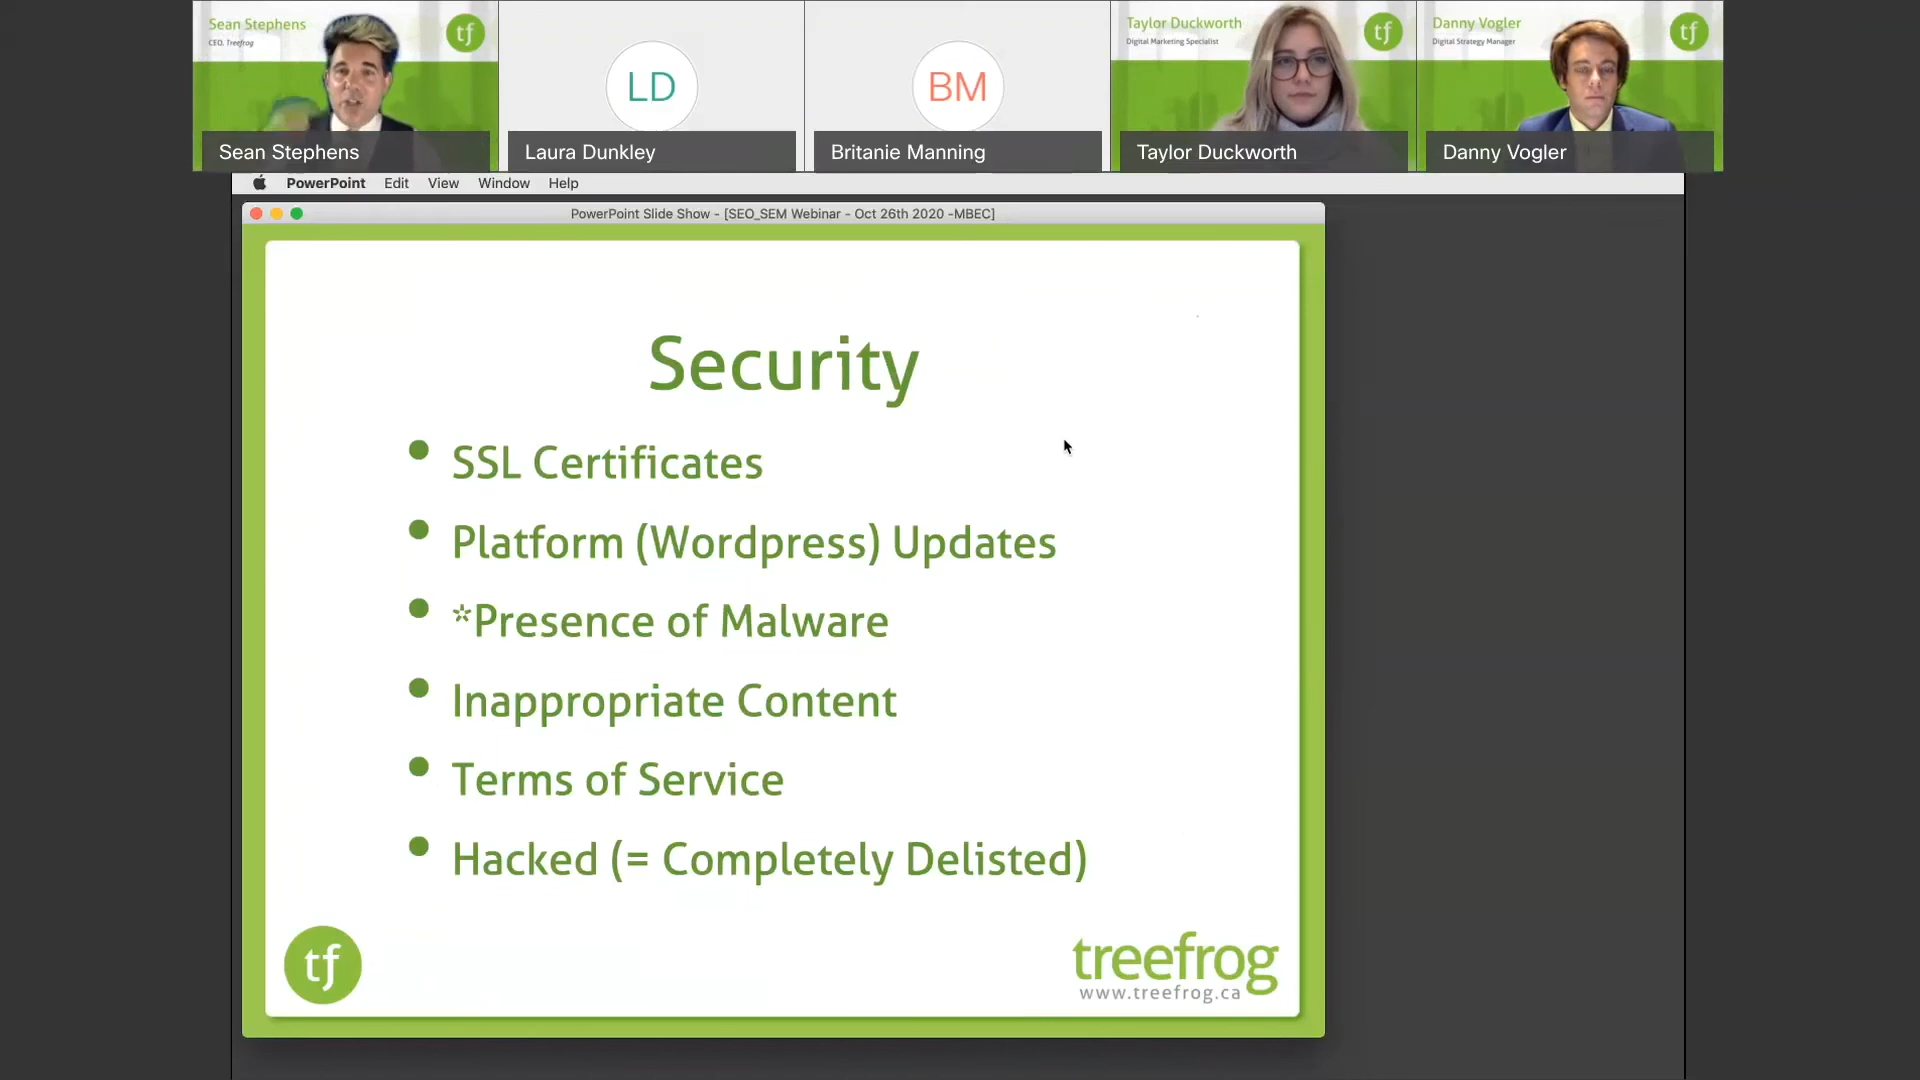 Sean Stephens
CEO, Treefrog
tf
Sean Stephens
LD
Laura Dunkley
BM
Britanie Manning
Taylor Duckworth
Digital Marketing Specialist
tf
Taylor Duckworth
Danny Vogler
Digital Strategy Manager
tf
Danny Vogler
PowerPoint Edit View Window Help
PowerPoint Slide Show - [SEO_SEM Webinar - Oct 26th 2020 -MBEC]
Security
• SSL Certificates
• Platform (Wordpress) Updates
• *Presence of Malware
• Inappropriate Content
• Terms of Service
• Hacked (= Completely Delisted)
tf
treefrog
www.treefrog.ca